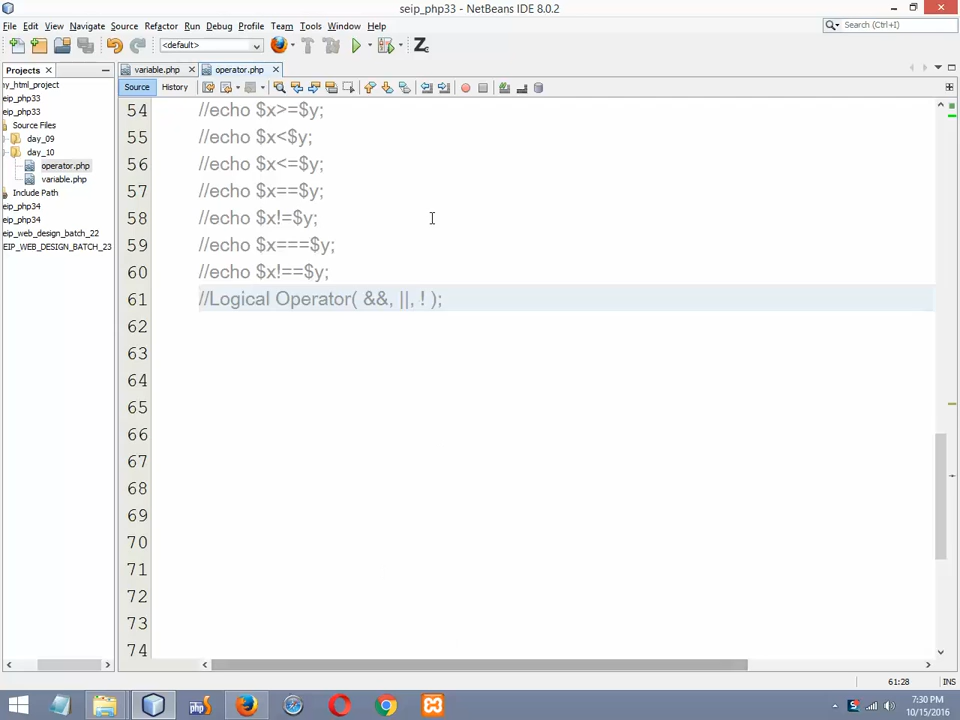 seip_php33 - NetBeans IDE 8.0.2
File Edit View Navigate Source Refactor Run Debug Profile Team Tools Window Help
Search (Ctrl+I)
<default>
Projects
variable.php
operator.php
Source
History
ny_html_project
eip_php33
eip_php33
Source Files
day_09
day_10
operator.php
variable.php
Include Path
eip_php34
eip_php34
eip_web_design_batch_22
EIP_WEB_DESIGN_BATCH_23
54 //echo $x>=$y;
55 //echo $x<$y;
56 //echo $x<=$y;
57 //echo $x==$y;
58 //echo $x!=$y;
59 //echo $x===$y;
60 //echo $x!==$y;
61 //Logical Operator( &&, ||, ! );
62
63
64
65
66
67
68
69
70
71
72
73
74
61:28
INS
php
7:30 PM
10/15/2016